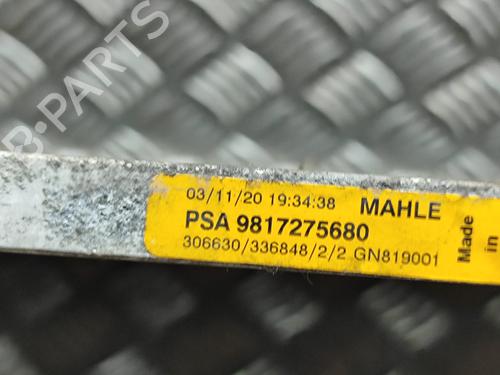 B-PARTS
03/11/20 19:34:38 MAHLE
PSA 9817275680
306630/336848/2/2 GN819001
Made
in